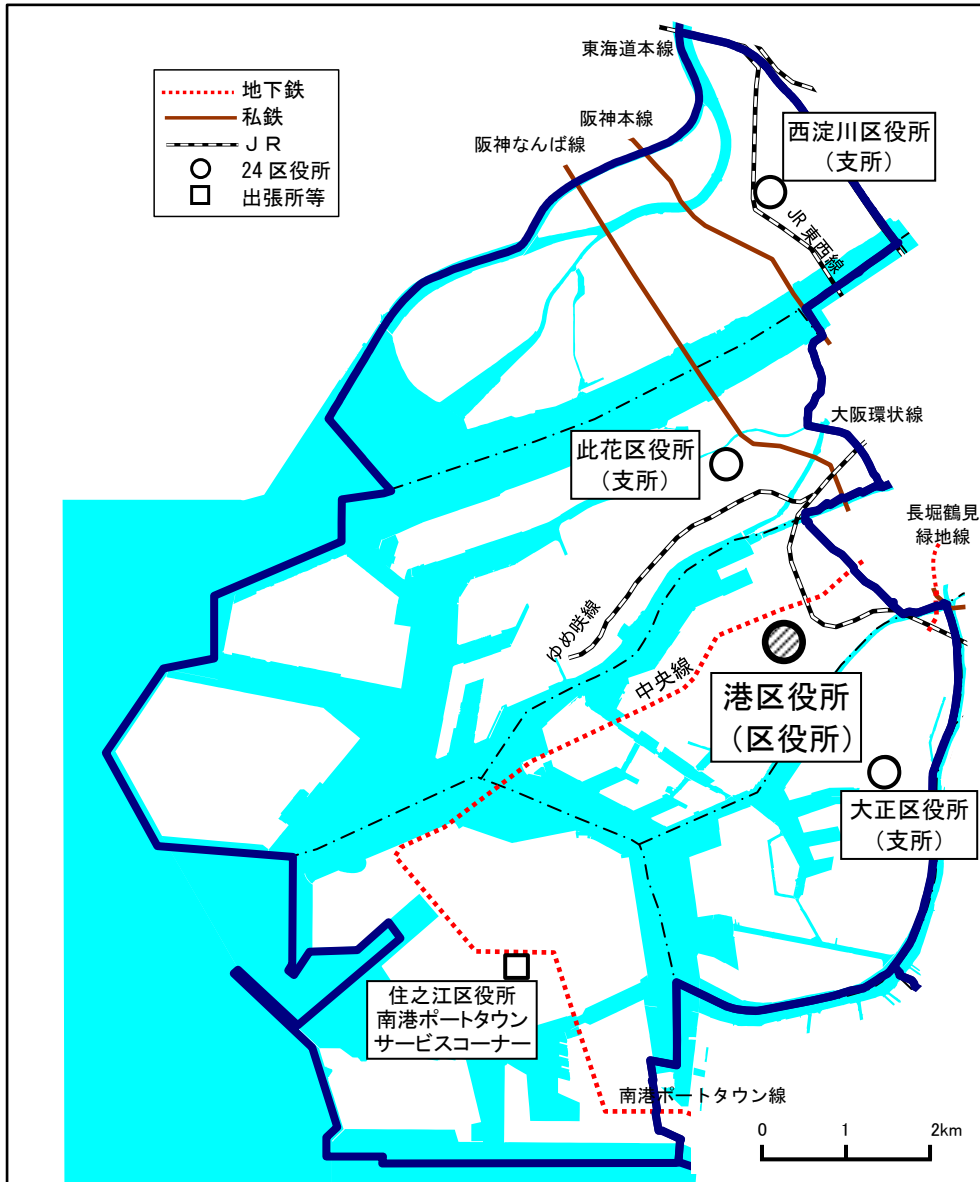 東海道本線
地下鉄
私鉄
ＪＲ
24区役所
出張所等
阪神本線
阪神なんば線
西淀川区役所
（支所）
JR東西線
大阪環状線
此花区役所
（支所）
長堀鶴見
緑地線
ゆめ咲線
中央線
港区役所
（区役所）
大正区役所
（支所）
住之江区役所
南港ポートタウン
サービスコーナー
南港ポートタウン線
0 1 2km